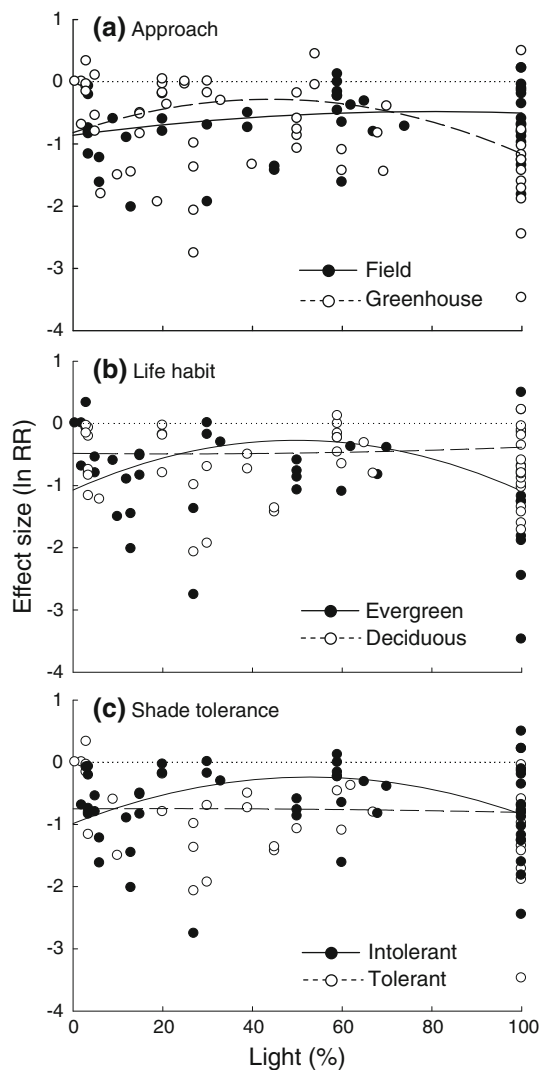 (a) Approach
1
0
-1
-2
-3
-4
Field
Greenhouse
(b) Life habit
1
0
-1
-2
-3
-4
Evergreen
Deciduous
Effect size (ln RR)
(c) Shade tolerance
1
0
-1
-2
-3
-4
Intolerant
Tolerant
0 20 40 60 80 100
Light (%)